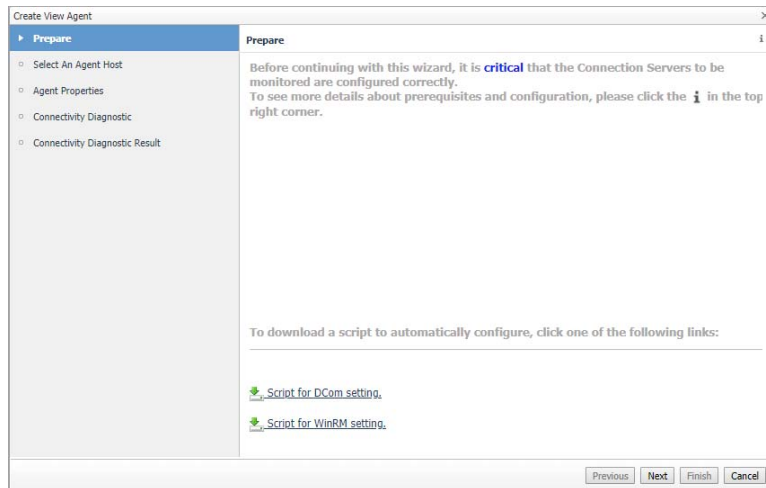 Create View Agent
Prepare
Select An Agent Host
Agent Properties
Connectivity Diagnostic
Connectivity Diagnostic Result
Prepare
Before continuing with this wizard, it is critical that the Connection Servers to be
monitored are configured correctly.
To see more details about prerequisites and configuration, please click the i in the top
right corner.
To download a script to automatically configure, click one of the following links:
Script for DCom setting.
Script for WinRM setting.
Previous Next Finish Cancel